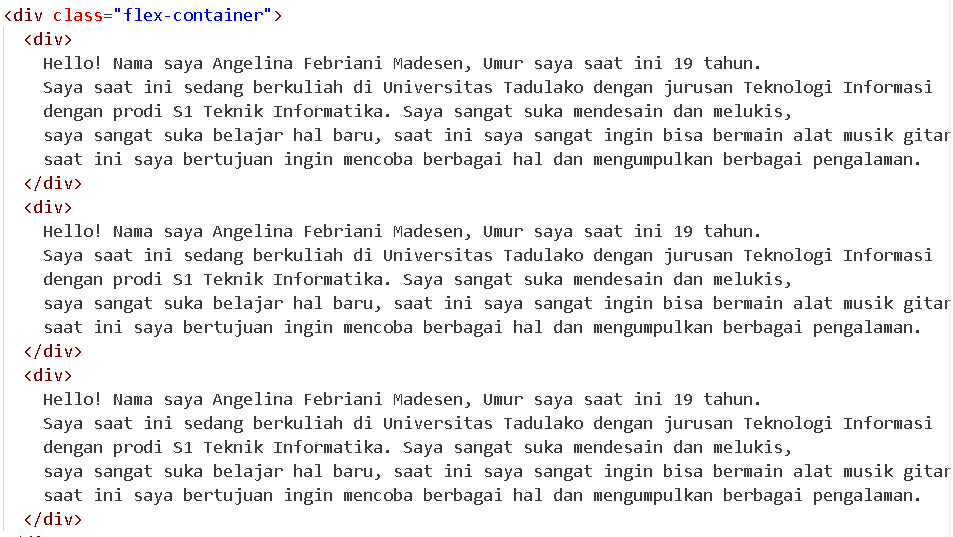 <div class="flex-container">
<div>
Hello! Nama saya Angelina Febriani Madesen, Umur saya saat ini 19 tahun.
Saya saat ini sedang berkuliah di Universitas Tadulako dengan jurusan Teknologi Informasi
dengan prodi S1 Teknik Informatika. Saya sangat suka mendesain dan melukis,
saya sangat suka belajar hal baru, saat ini saya sangat ingin bisa bermain alat musik gitar
saat ini saya bertujuan ingin mencoba berbagai hal dan mengumpulkan berbagai pengalaman.
</div>
<div>
Hello! Nama saya Angelina Febriani Madesen, Umur saya saat ini 19 tahun.
Saya saat ini sedang berkuliah di Universitas Tadulako dengan jurusan Teknologi Informasi
dengan prodi S1 Teknik Informatika. Saya sangat suka mendesain dan melukis,
saya sangat suka belajar hal baru, saat ini saya sangat ingin bisa bermain alat musik gitar
saat ini saya bertujuan ingin mencoba berbagai hal dan mengumpulkan berbagai pengalaman.
</div>
<div>
Hello! Nama saya Angelina Febriani Madesen, Umur saya saat ini 19 tahun.
Saya saat ini sedang berkuliah di Universitas Tadulako dengan jurusan Teknologi Informasi
dengan prodi S1 Teknik Informatika. Saya sangat suka mendesain dan melukis,
saya sangat suka belajar hal baru, saat ini saya sangat ingin bisa bermain alat musik gitar
saat ini saya bertujuan ingin mencoba berbagai hal dan mengumpulkan berbagai pengalaman.
</div>